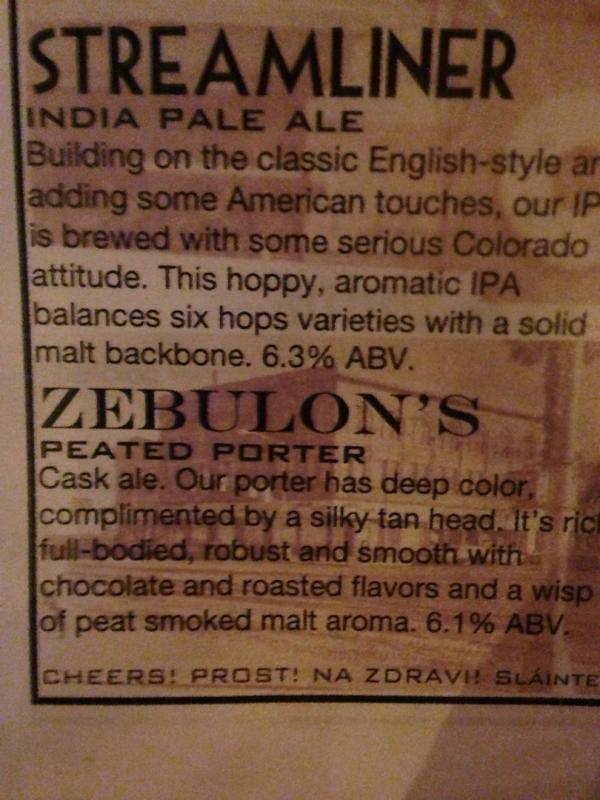 STREAMLINER
INDIA PALE ALE
Building on the classic English-style
adding some American touches, our
is brewed with some serious Colorado
attitude. This hoppy, aromatic IPA
balances six hops varieties with a solid
malt backbone. 6.3% ABV.
ZEBULON'S
PEATED PORTER
Cask ale. Our porter has deep color,
complimented by a silky tan head. It's
full-bodied, robust and smooth with
chocolate and roasted flavors and a wisp
of peat smoked malt aroma. 6.1% ABV.
CHEERS! PROST! NA ZDRAVI! SLÁINTE